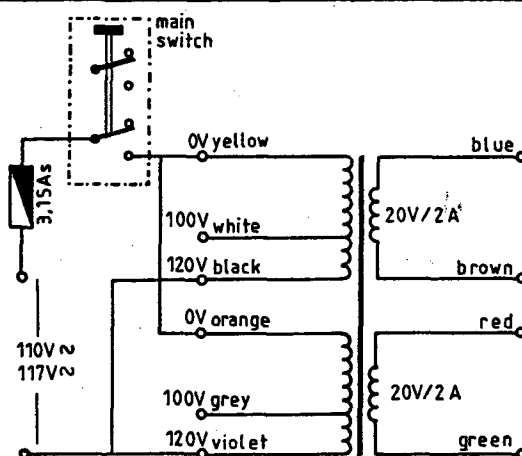 main
switch
0V yellow
blue
3,15As
100V white
20V/2A
120V black
brown
0V orange
red
110V≈
117V≈
100V grey
20V/2A
120V violet
green